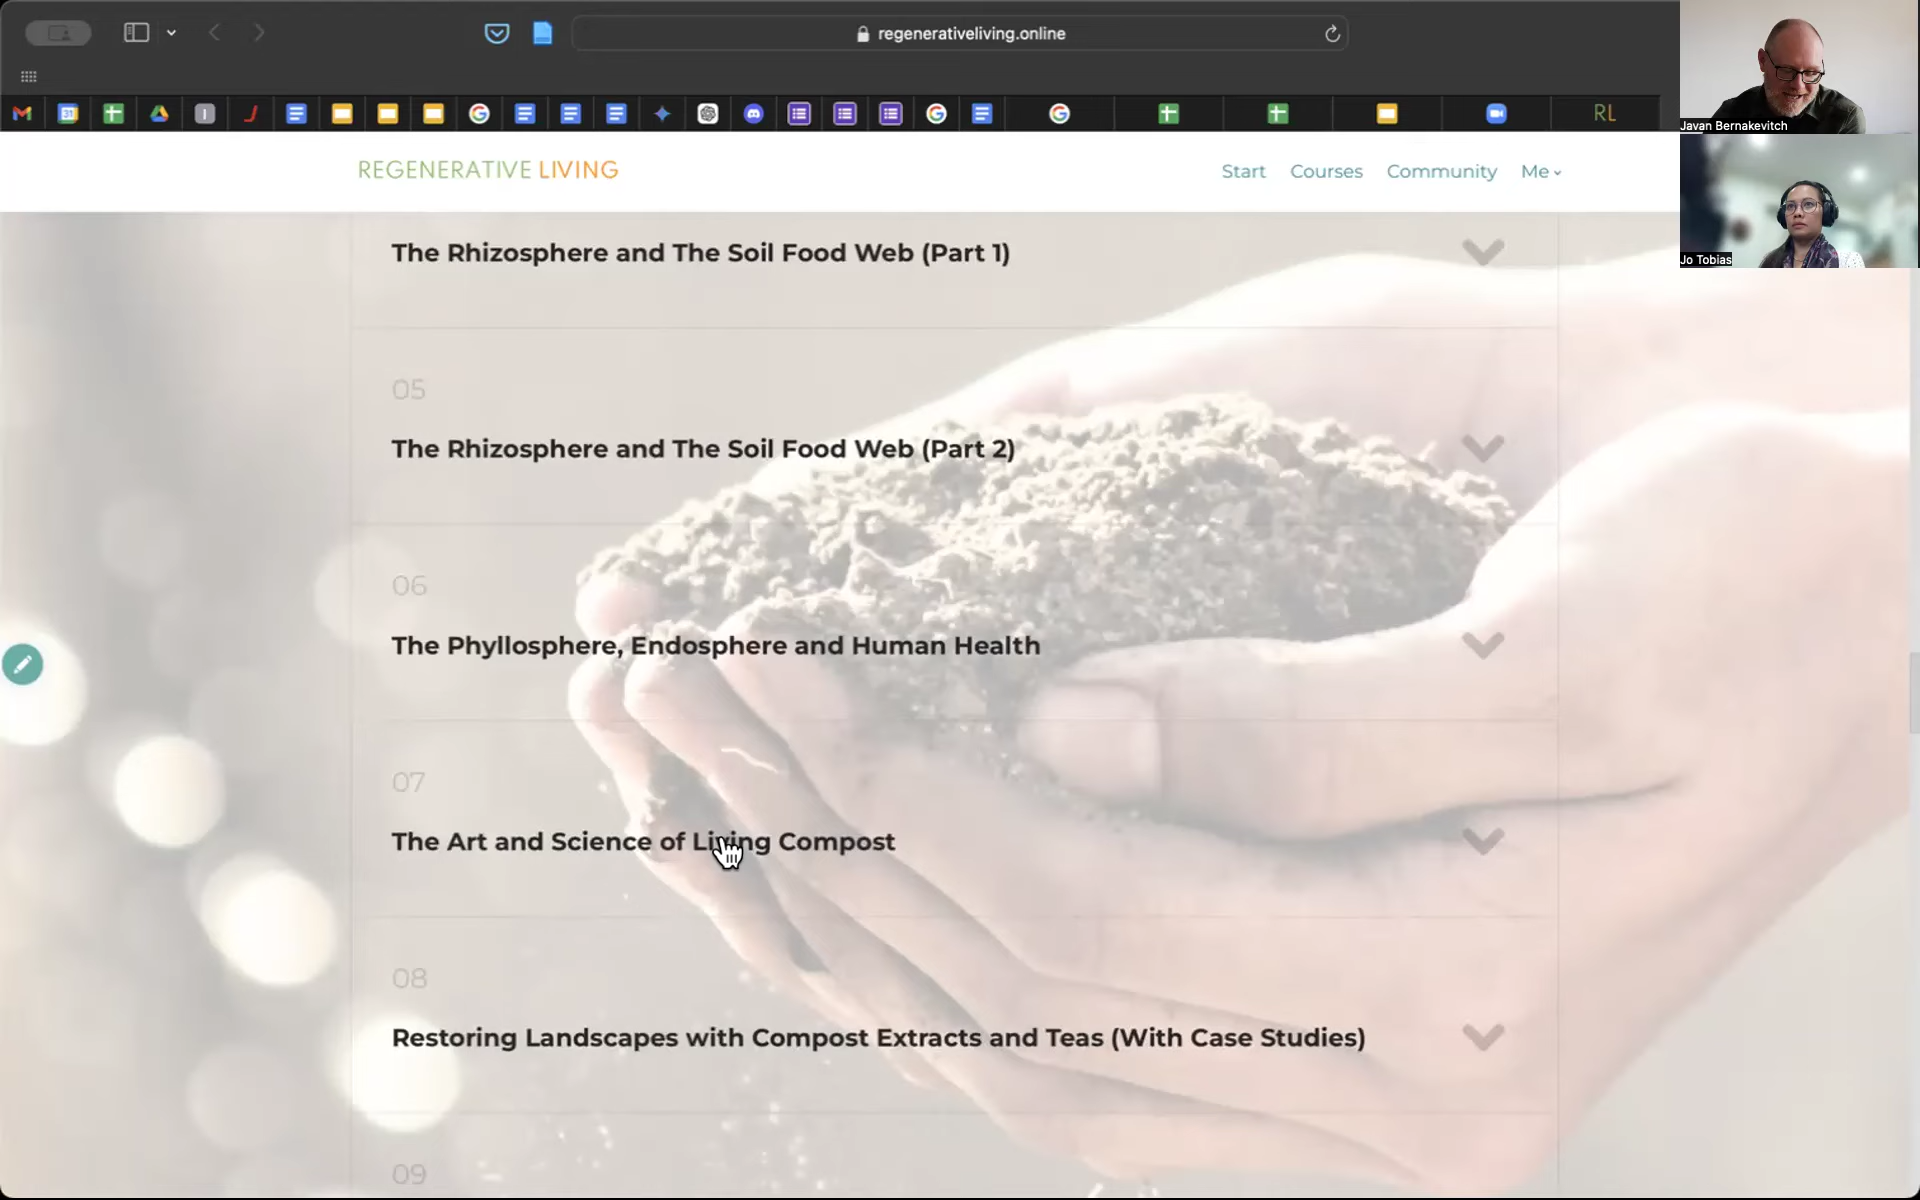 regenerativeliving.online
31
RL
Javan Bernakevitch
REGENERATIVE LIVING
Start
Courses
Community
Me
Jo Tobias
The Rhizosphere and The Soil Food Web (Part 1)
05
The Rhizosphere and The Soil Food Web (Part 2)
06
The Phyllosphere, Endosphere and Human Health
07
The Art and Science of Living Compost
08
Restoring Landscapes with Compost Extracts and Teas (With Case Studies)
09